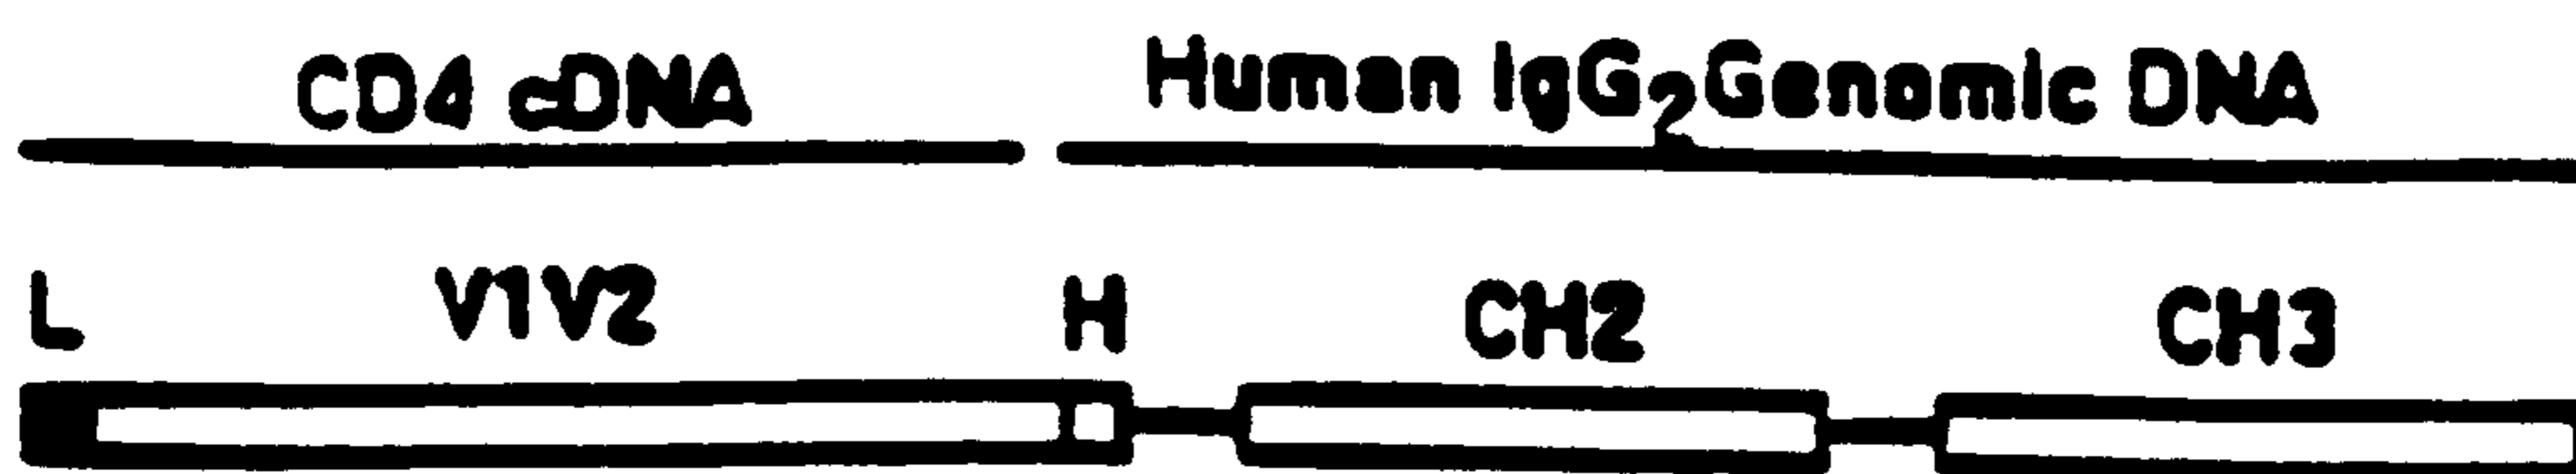 CD4 cDNA Human IgG₂ Genomic DNA
L V1V2 H CH2 CH3